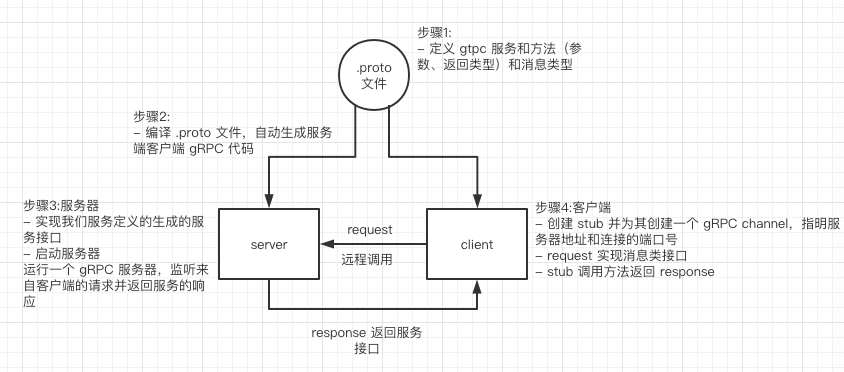 步骤1:
– 定义 gtpc 服务和方法（参
数、返回类型）和消息类型
.proto
文件
步骤2:
– 编译 .proto 文件，自动生成服务
端客户端 gRPC 代码
步骤3:服务器
– 实现我们服务定义的生成的服
务接口
– 启动服务器
运行一个 gRPC 服务器，监听来
自客户端的请求并返回服务的响
应
server
request
远程调用
client
步骤4:客户端
– 创建 stub 并为其创建一个 gRPC channel，指明服
务器地址和连接的端口号
– request 实现消息类接口
– stub 调用方法返回 response
response 返回服务
接口